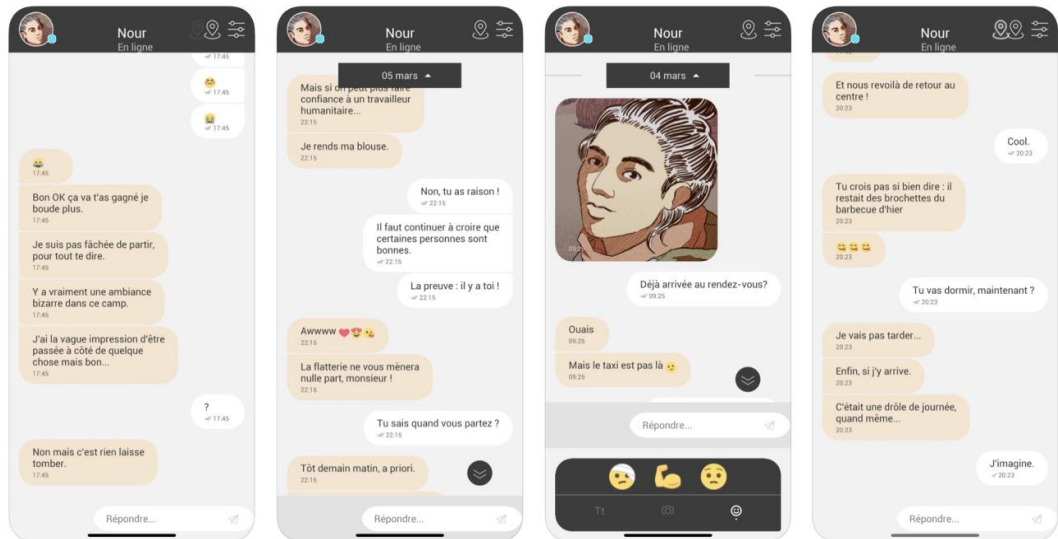 Nour
En ligne
17:45
😊
17:45
😭
17:45
😂
17:45
Bon OK ça va t'as gagné je
boude plus.
17:45
Je suis pas fâchée de partir,
pour tout te dire.
17:45
Y a vraiment une ambiance
bizarre dans ce camp.
17:45
J'ai la vague impression d'être
passée à côté de quelque
chose mais bon...
17:45
?
17:45
Non mais c'est rien laisse
tomber.
17:45
Répondre...
Nour
En ligne
05 mars
Mais si on peut plus faire
confiance à un travailleur
humanitaire...
22:15
Je rends ma blouse.
22:15
Non, tu as raison !
22:15
Il faut continuer à croire que
certaines personnes sont
bonnes.
22:15
La preuve : il y a toi !
22:15
Awwww ❤️😍😘
22:15
La flatterie ne vous mènera
nulle part, monsieur !
22:15
Tu sais quand vous partez ?
22:15
Tôt demain matin, a priori.
22:15
Répondre...
Nour
En ligne
04 mars
09:25
Déjà arrivée au rendez-vous?
09:25
Ouais
09:25
Mais le taxi est pas là
09:25
Répondre...
Tt
Nour
En ligne
Et nous revoilà de retour au
centre !
20:23
Cool.
20:23
Tu crois pas si bien dire : il
restait des brochettes du
barbecue d'hier
20:23
😋😋😋
20:23
Tu vas dormir, maintenant ?
20:23
Je vais pas tarder...
20:23
Enfin, si j'y arrive.
20:23
C'était une drôle de journée,
quand même...
20:23
J'imagine.
20:23
Répondre...